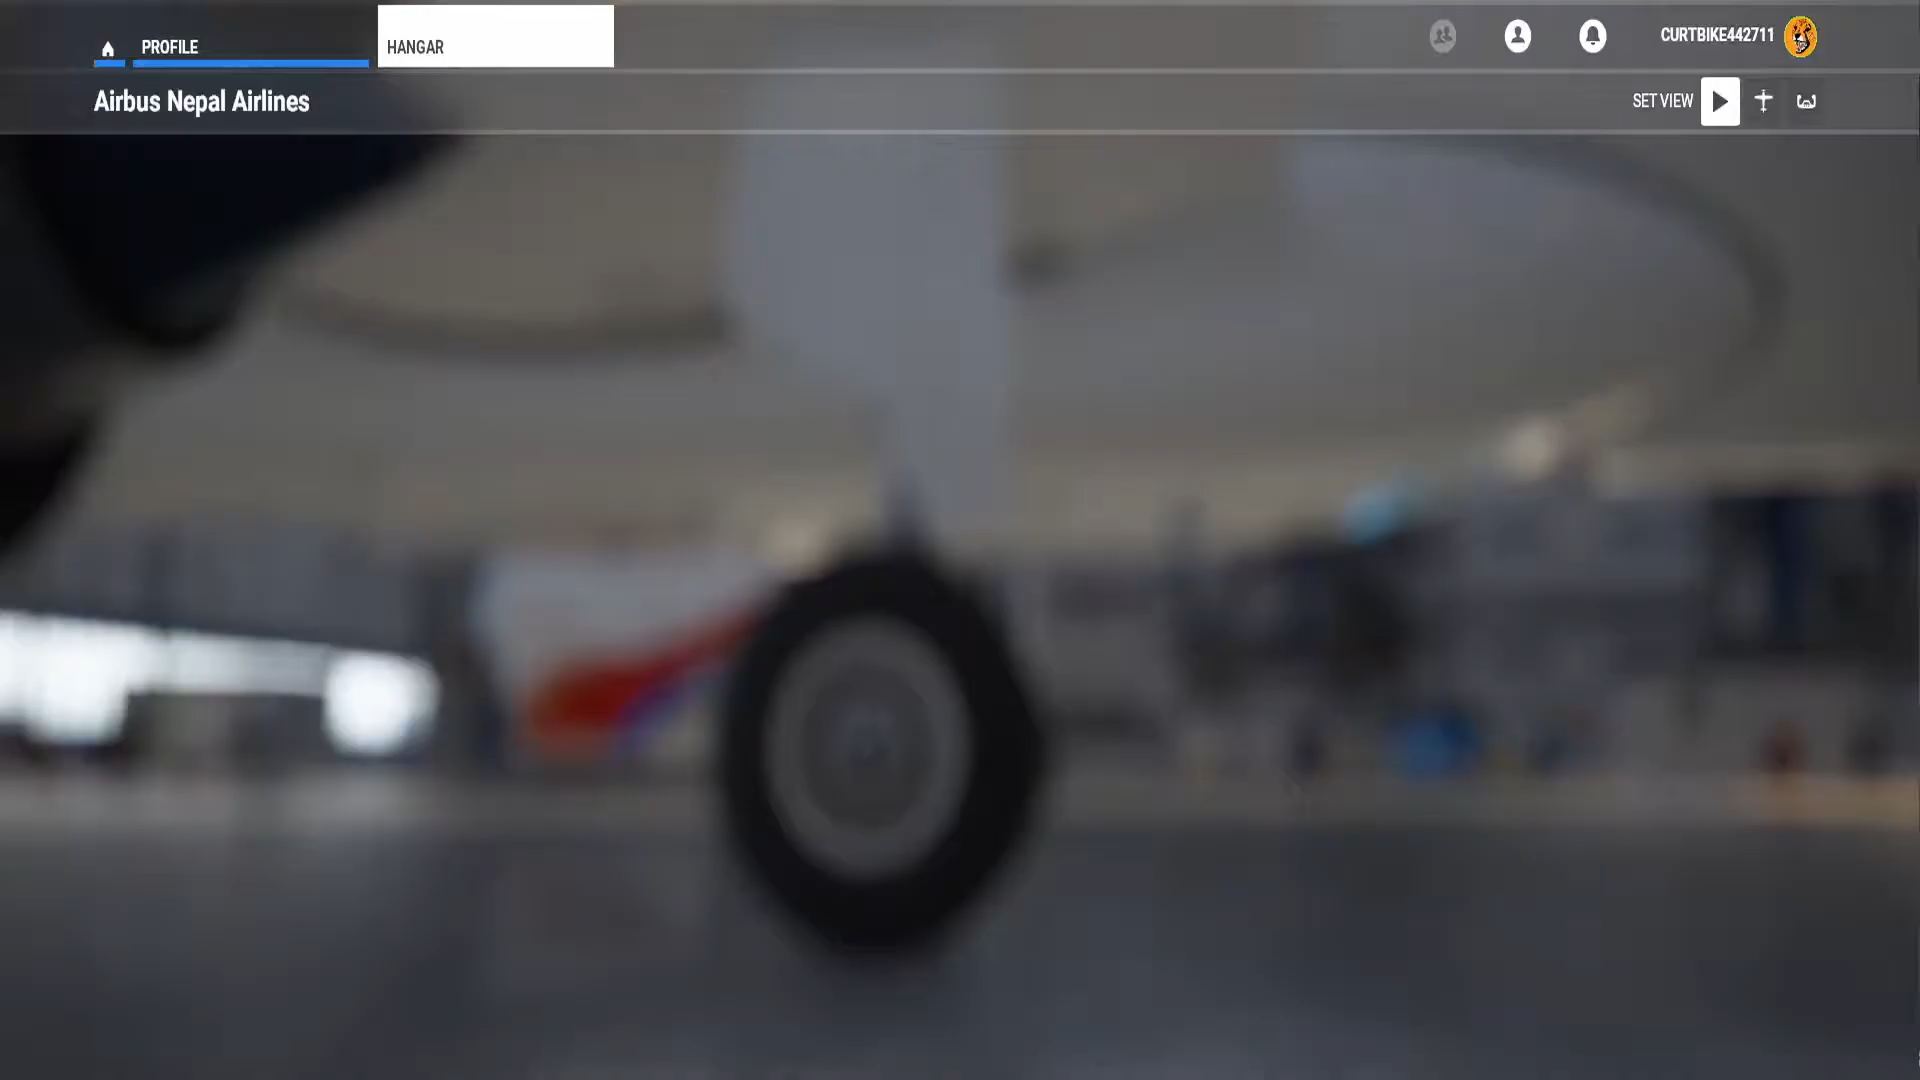 PROFILE
HANGAR
CURTBIKE442711
Airbus Nepal Airlines
SET VIEW